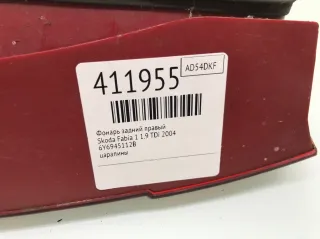 411955
AD54DKF
Фонарь задний правый
Skoda Fabia 1 1.9 TDi 2004
6Y6945112B
царапины